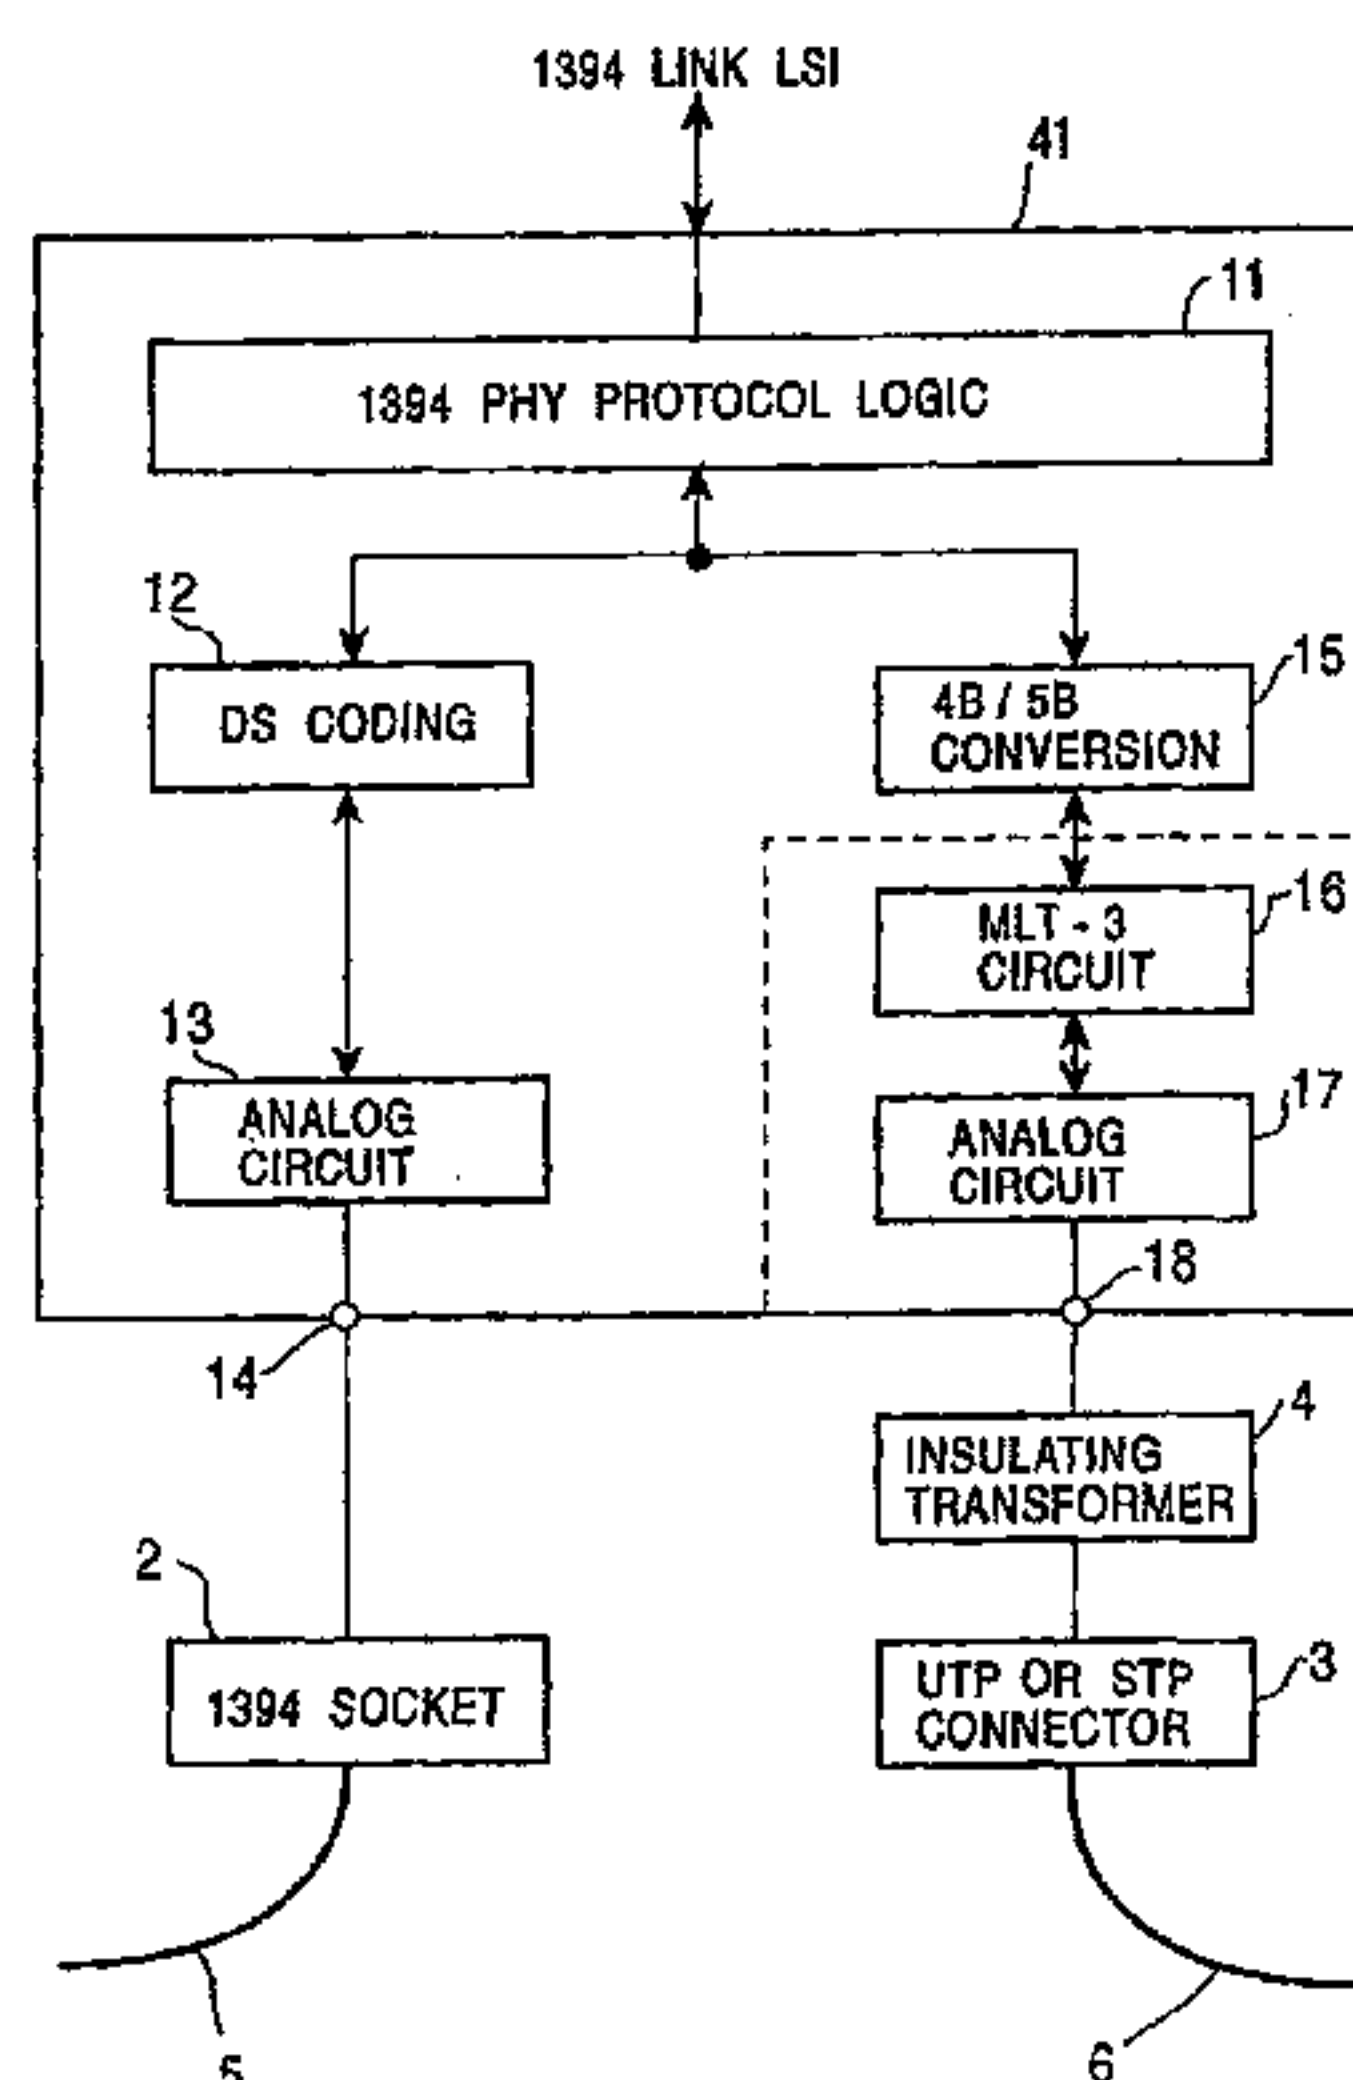 1394 LINK LSI
41
11
1394 PHY PROTOCOL LOGIC
12
DS CODING
15
4B / 5B
CONVERSION
16
MLT - 3
CIRCUIT
13
ANALOG
CIRCUIT
17
ANALOG
CIRCUIT
18
14
4
INSULATING
TRANSFORMER
2
1394 SOCKET
3
UTP OR STP
CONNECTOR
5
6